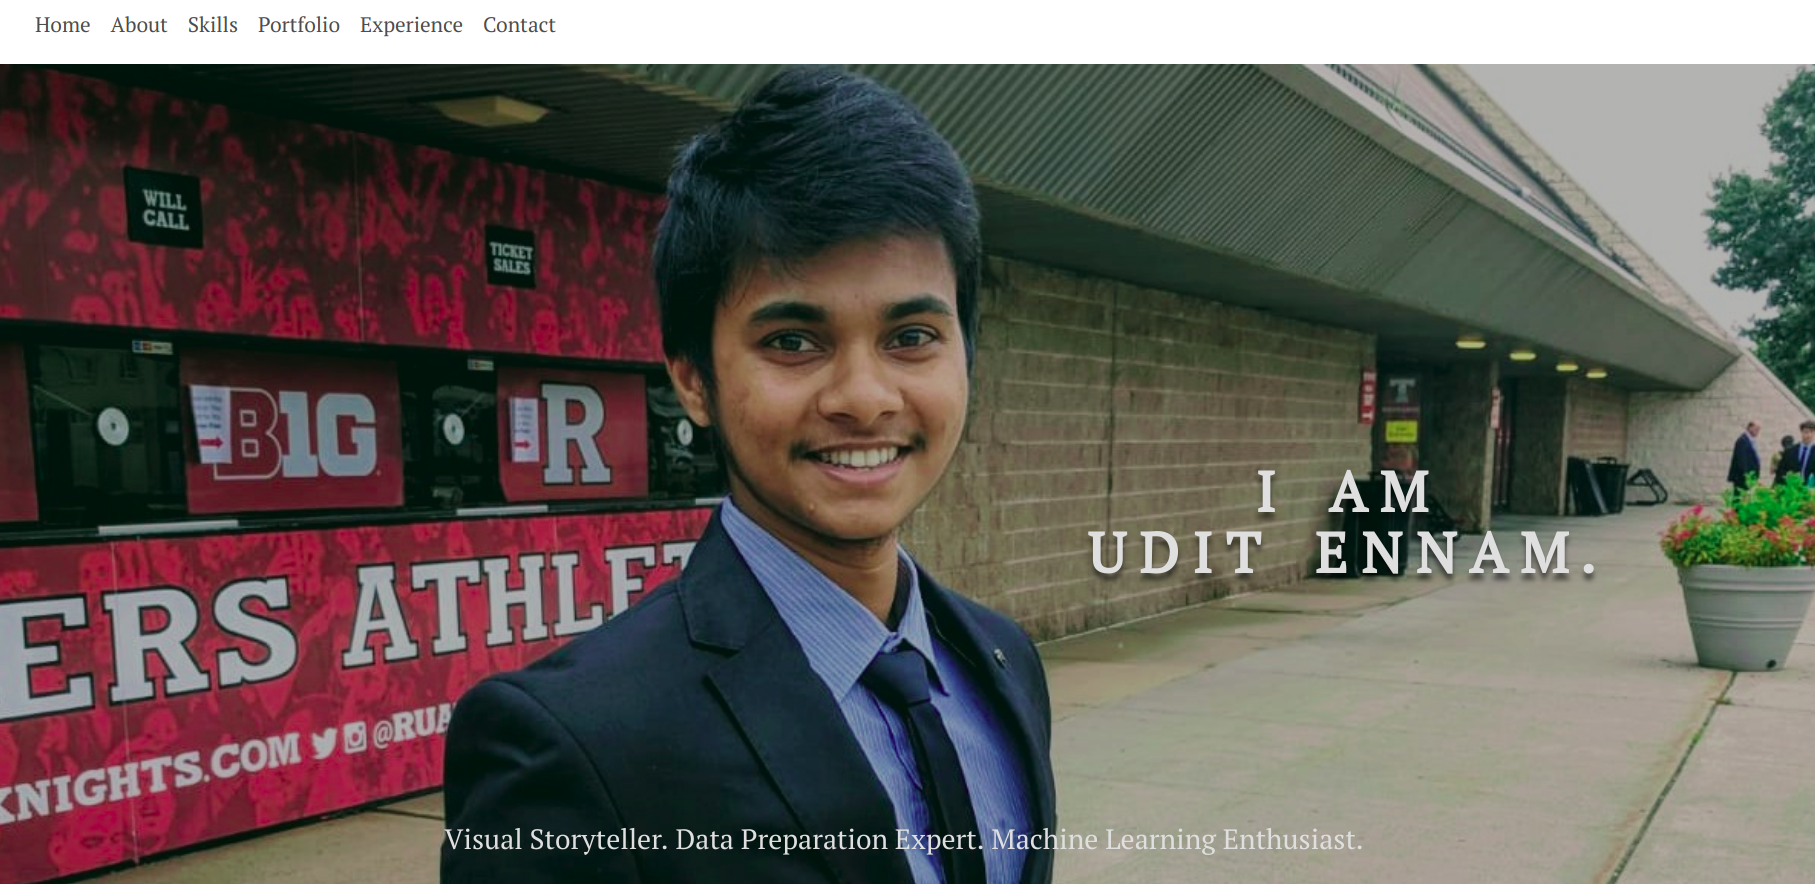 Home About Skills Portfolio Experience Contact
WILL
CALL
TICKET
SALES
B1G
R
ERS ATHLET
KNIGHTS.COM @RUA
I AM
UDIT ENNAM.
Visual Storyteller. Data Preparation Expert. Machine Learning Enthusiast.